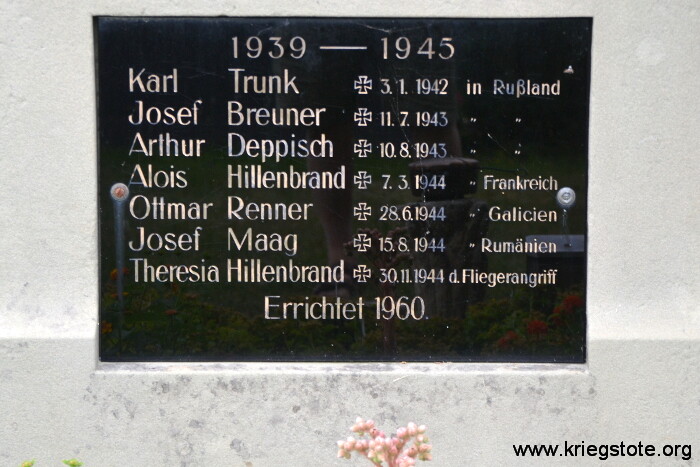 1939 — 1945
Karl Trunk ✠ 3.1.1942 in Rußland
Josef Breuner ✠ 11.7.1943 " "
Arthur Deppisch ✠ 10.8.1943 " "
Alois Hillenbrand ✠ 7.3.1944 " Frankreich
Ottmar Renner ✠ 28.6.1944 " Galicien
Josef Maag ✠ 15.8.1944 " Rumänien
Theresia Hillenbrand ✠ 30.11.1944 d. Fliegerangriff
Errichtet 1960.
www.kriegstote.org